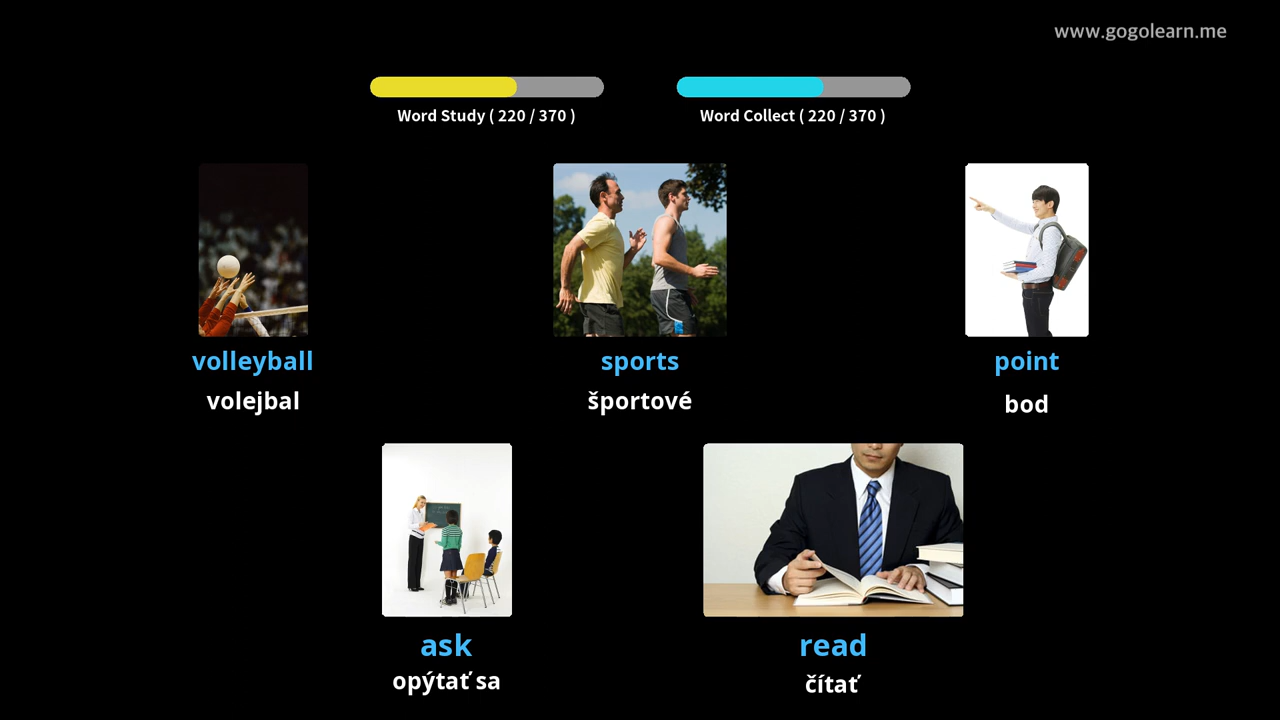 www.gogolearn.me
Word Study ( 220 / 370 )
Word Collect ( 220 / 370 )
volleyball
volejbal
sports
športové
point
bod
ask
opýtať sa
read
čítať